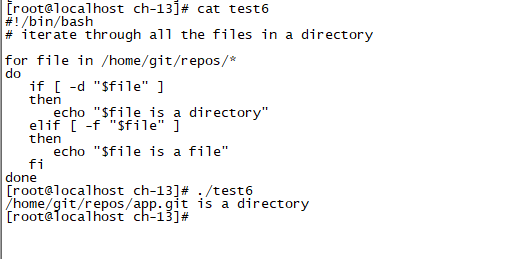 [root@localhost ch-13]# cat test6
#!/bin/bash
# iterate through all the files in a directory
for file in /home/git/repos/*
do
   if [ -d "$file" ]
   then
      echo "$file is a directory"
   elif [ -f "$file" ]
   then
      echo "$file is a file"
   fi
done
[root@localhost ch-13]# ./test6
/home/git/repos/app.git is a directory
[root@localhost ch-13]#